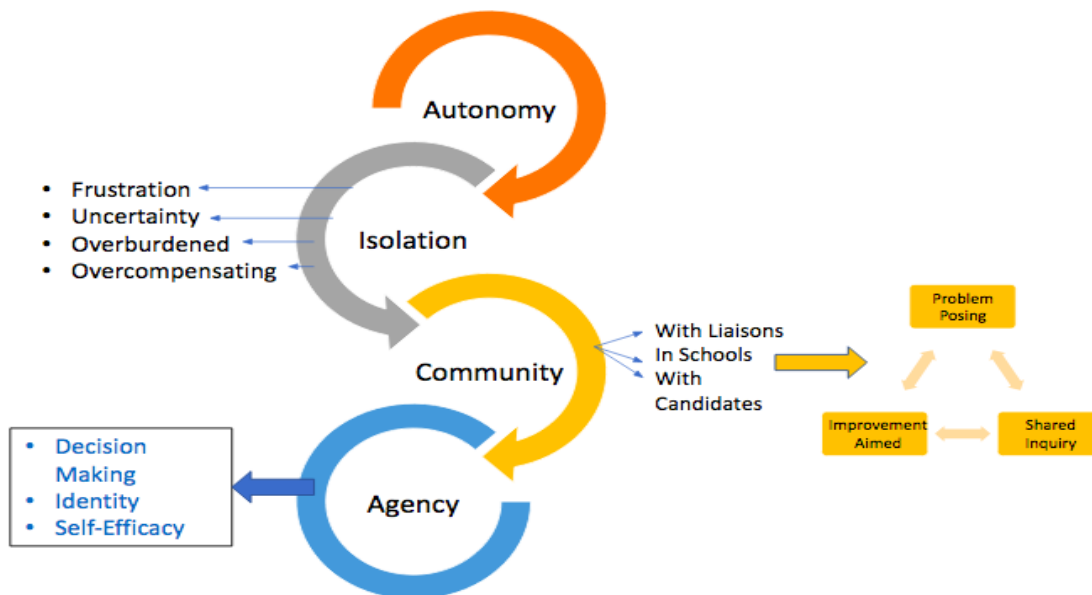 Autonomy
• Frustration
• Uncertainty
• Overburdened
• Overcompensating
Isolation
Community
With Liaisons
In Schools
With
Candidates
Problem
Posing
Improvement
Aimed
Shared
Inquiry
• Decision
Making
• Identity
• Self-Efficacy
Agency